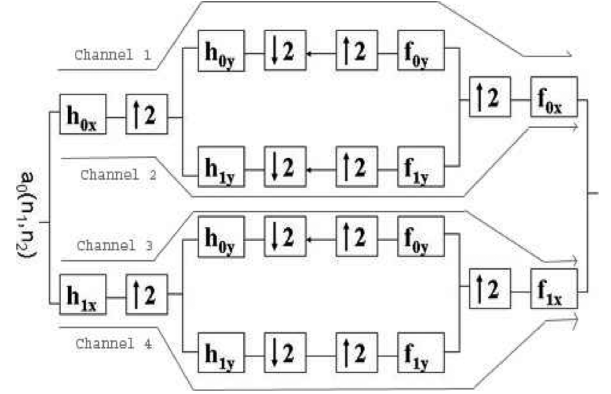 Channel 1
h0y ↓2 ↑2 f0y
h0x ↑2 ↑2 f0x
h1y ↓2 ↑2 f1y
Channel 2
a0(n1,n2)
Channel 3
h0y ↓2 ↑2 f0y
h1x ↑2 ↑2 f1x
Channel 4
h1y ↓2 ↑2 f1y